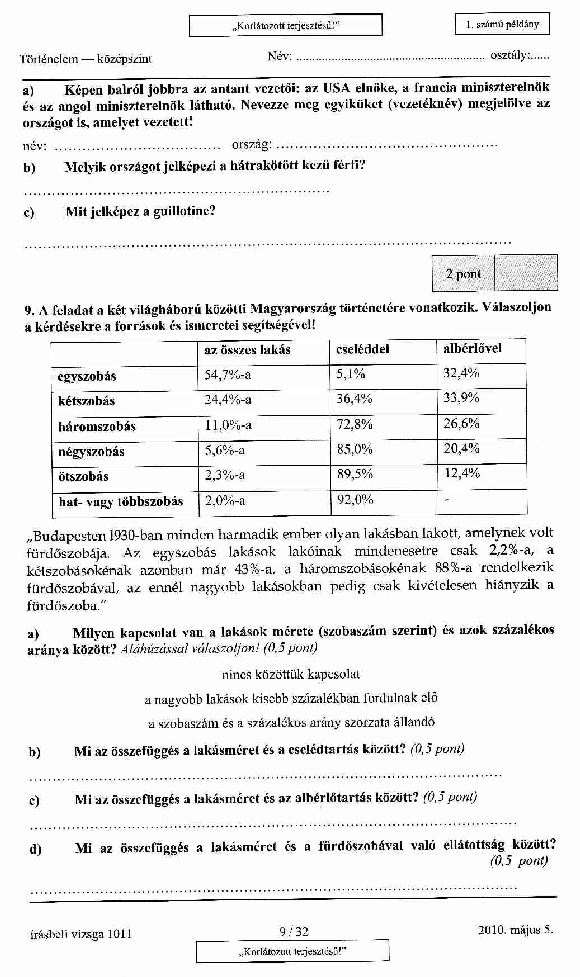 „Korlátozott terjesztésű!”
1. számú példány
Történelem — középszint
Név: ................................................................ osztály:......
a) Képen balról jobbra az antant vezetői: az USA elnöke, a francia miniszterelnök
és az angol miniszterelnök látható. Nevezze meg egyiküket (vezetéknév) megjelölve az
országot is, amelyet vezetett!
név: .................................... ország: ................................................
b) Melyik országot jelképezi a hátrakötött kezű férfi?
....................................................................
c) Mit jelképez a guillotine?
....................................................................
2 pont
9. A feladat a két világháború közötti Magyarország történetére vonatkozik. Válaszoljon
a kérdésekre a források és ismeretei segítségével!
az összes lakás cseléddel albérlővel
egyszobás 54,7%-a 5,1% 32,4%
kétszobás 24,4%-a 36,4% 33,9%
háromszobás 11,0%-a 72,8% 26,6%
négyszobás 5,6%-a 85,0% 20,4%
ötszobás 2,3%-a 89,5% 12,4%
hat- vagy többszobás 2,0%-a 92,0% -
„Budapesten 1930-ban minden harmadik ember olyan lakásban lakott, amelynek volt
fürdőszobája. Az egyszobás lakások lakóinak mindenesetre csak 2,2%-a, a
kétszobásokénak azonban már 43%-a, a háromszobásokénak 88%-a rendelkezik
fürdőszobával, az ennél nagyobb lakásokban pedig csak kivételesen hiányzik a
fürdőszoba.”
a) Milyen kapcsolat van a lakások mérete (szobaszám szerint) és azok százalékos
aránya között? Aláhúzással válaszoljon! (0,5 pont)
nincs közöttük kapcsolat
a nagyobb lakások kisebb százalékban fordulnak elő
a szobaszám és a százalékos arány szorzata állandó
b) Mi az összefüggés a lakásméret és a cselédtartás között? (0,5 pont)
....................................................................
c) Mi az összefüggés a lakásméret és az albérlőtartás között? (0,5 pont)
....................................................................
d) Mi az összefüggés a lakásméret és a fürdőszobával való ellátottság között?
(0,5 pont)
....................................................................
írásbeli vizsga 1011
9 / 32
2010. május 5.
„Korlátozott terjesztésű!”